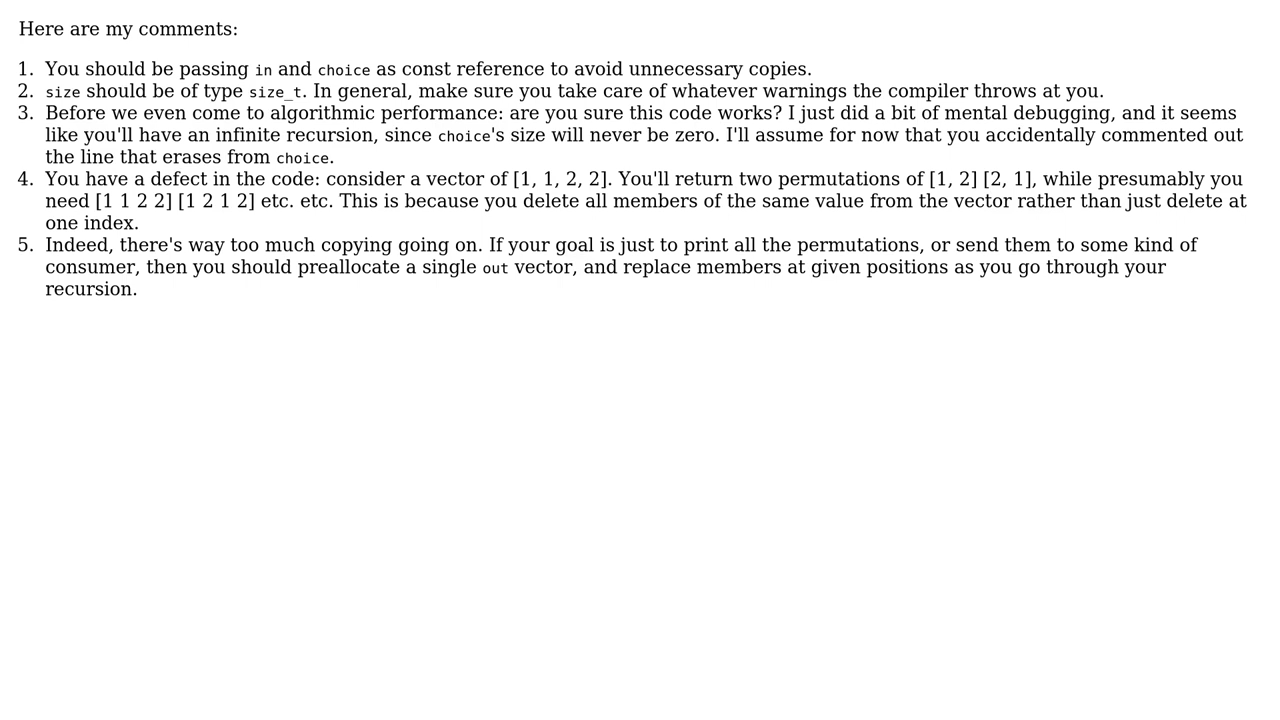 Here are my comments:
1. You should be passing in and choice as const reference to avoid unnecessary copies.
2. size should be of type size_t. In general, make sure you take care of whatever warnings the compiler throws at you.
3. Before we even come to algorithmic performance: are you sure this code works? I just did a bit of mental debugging, and it seems
like you'll have an infinite recursion, since choice's size will never be zero. I'll assume for now that you accidentally commented out
the line that erases from choice.
4. You have a defect in the code: consider a vector of [1, 1, 2, 2]. You'll return two permutations of [1, 2] [2, 1], while presumably you
need [1 1 2 2] [1 2 1 2] etc. etc. This is because you delete all members of the same value from the vector rather than just delete at
one index.
5. Indeed, there's way too much copying going on. If your goal is just to print all the permutations, or send them to some kind of
consumer, then you should preallocate a single out vector, and replace members at given positions as you go through your
recursion.